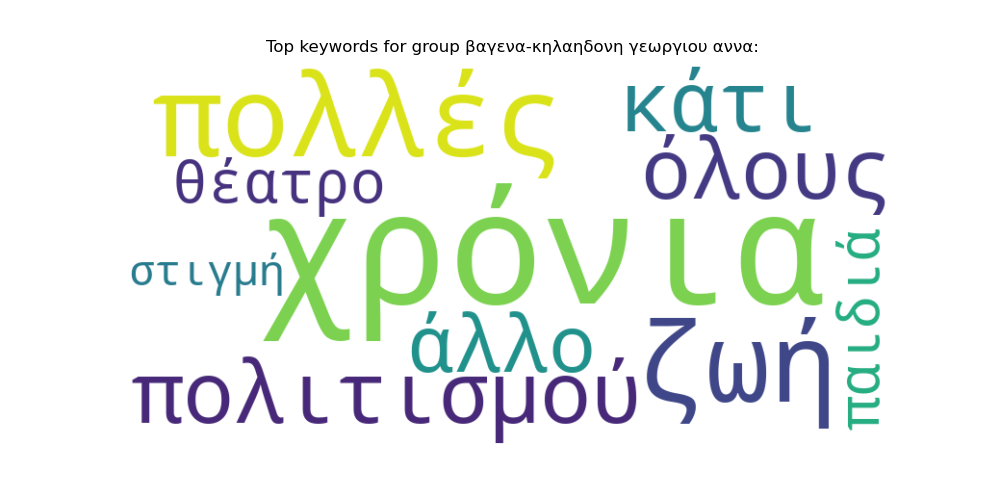 Top keywords for group βαγενα-κηλαηδονη γεωργιου αννα:
πολλές
κάτι
όλους
θέατρο
χρόνια
στιγμή
παιδιά
άλλο
ζωή
πολιτισμού